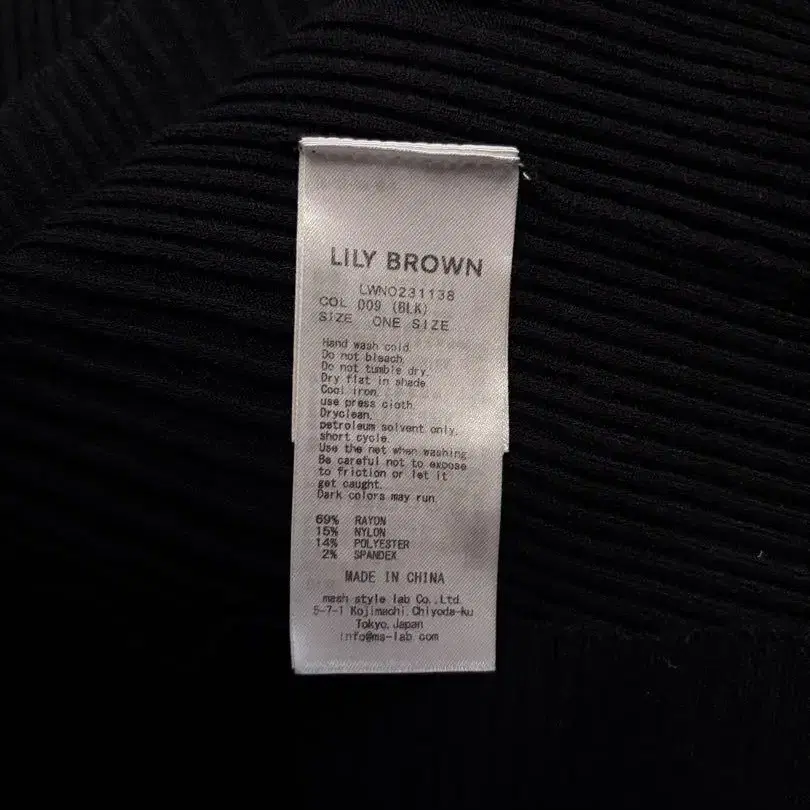 LILY BROWN
LWNO231138
COL 009 (BLK)
SIZE ONE SIZE
Hand wash cold.
Do not bleach.
Do not tumble dry.
Dry flat in shade.
Cool iron.
use press cloth.
Dryclean.
petroleum solvent only.
short cycle.
Use the net when washing.
Be careful not to expose
to friction or let it
get caught.
Dark colors may run.
69% RAYON
15% NYLON
14% POLYESTER
2% SPANDEX
MADE IN CHINA
mash style lab Co., Ltd.
5-7-1 Kojimachi, Chiyoda-ku
Tokyo, Japan
info@ms-lab.com